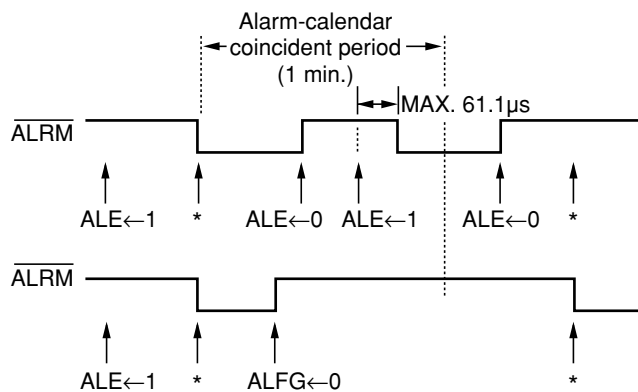 Alarm-calendar
coincident period
(1 min.)
MAX. 61.1μs
ALRM
ALE←1
*
ALE←0
ALE←1
ALE←0
*
ALRM
ALE←1
*
ALFG←0
*